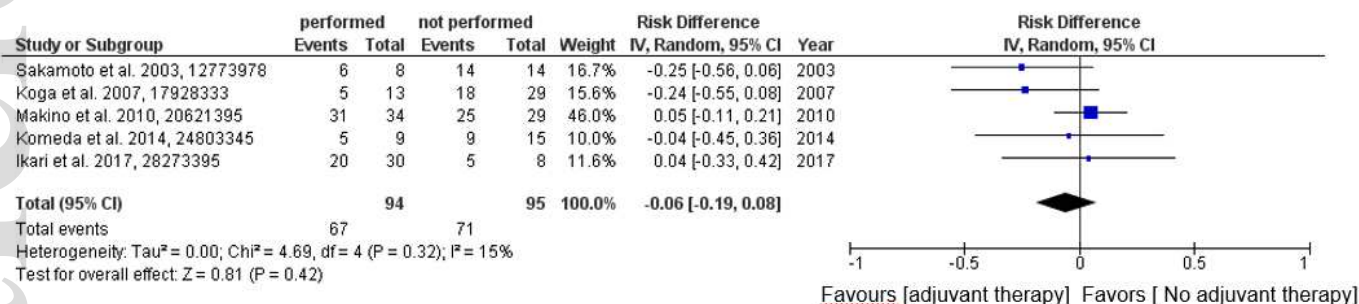 performed not performed Risk Difference Risk Difference
Study or Subgroup Events Total Events Total Weight IV, Random, 95% CI Year IV, Random, 95% CI
Sakamoto et al. 2003, 12773978 6 8 14 14 16.7% -0.25 [-0.56, 0.06] 2003
Koga et al. 2007, 17928333 5 13 18 29 15.6% -0.24 [-0.55, 0.08] 2007
Makino et al. 2010, 20621395 31 34 25 29 46.0% 0.05 [-0.11, 0.21] 2010
Komeda et al. 2014, 24803345 5 9 9 15 10.0% -0.04 [-0.45, 0.36] 2014
Ikari et al. 2017, 28273395 20 30 5 8 11.6% 0.04 [-0.33, 0.42] 2017
Total (95% CI) 94 95 100.0% -0.06 [-0.19, 0.08]
Total events 67 71
Heterogeneity: Tau² = 0.00; Chi² = 4.69, df = 4 (P = 0.32); I² = 15%
Test for overall effect: Z = 0.81 (P = 0.42)
-1 -0.5 0 0.5 1
Favours [adjuvant therapy] Favors [ No adjuvant therapy]